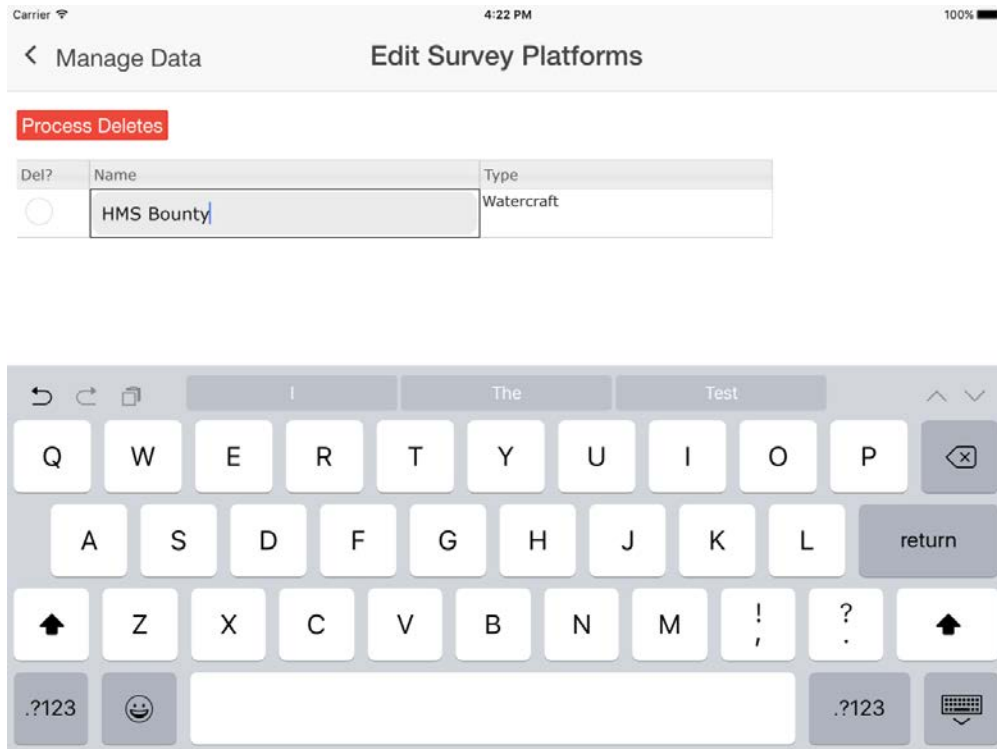 Carrier 4:22 PM 100%
Manage Data Edit Survey Platforms
Process Deletes
Del? Name Type
HMS Bounty Watercraft
I The Test
Q W E R T Y U I O P
A S D F G H J K L return
Z X C V B N M ! , ? .
.?123 .?123